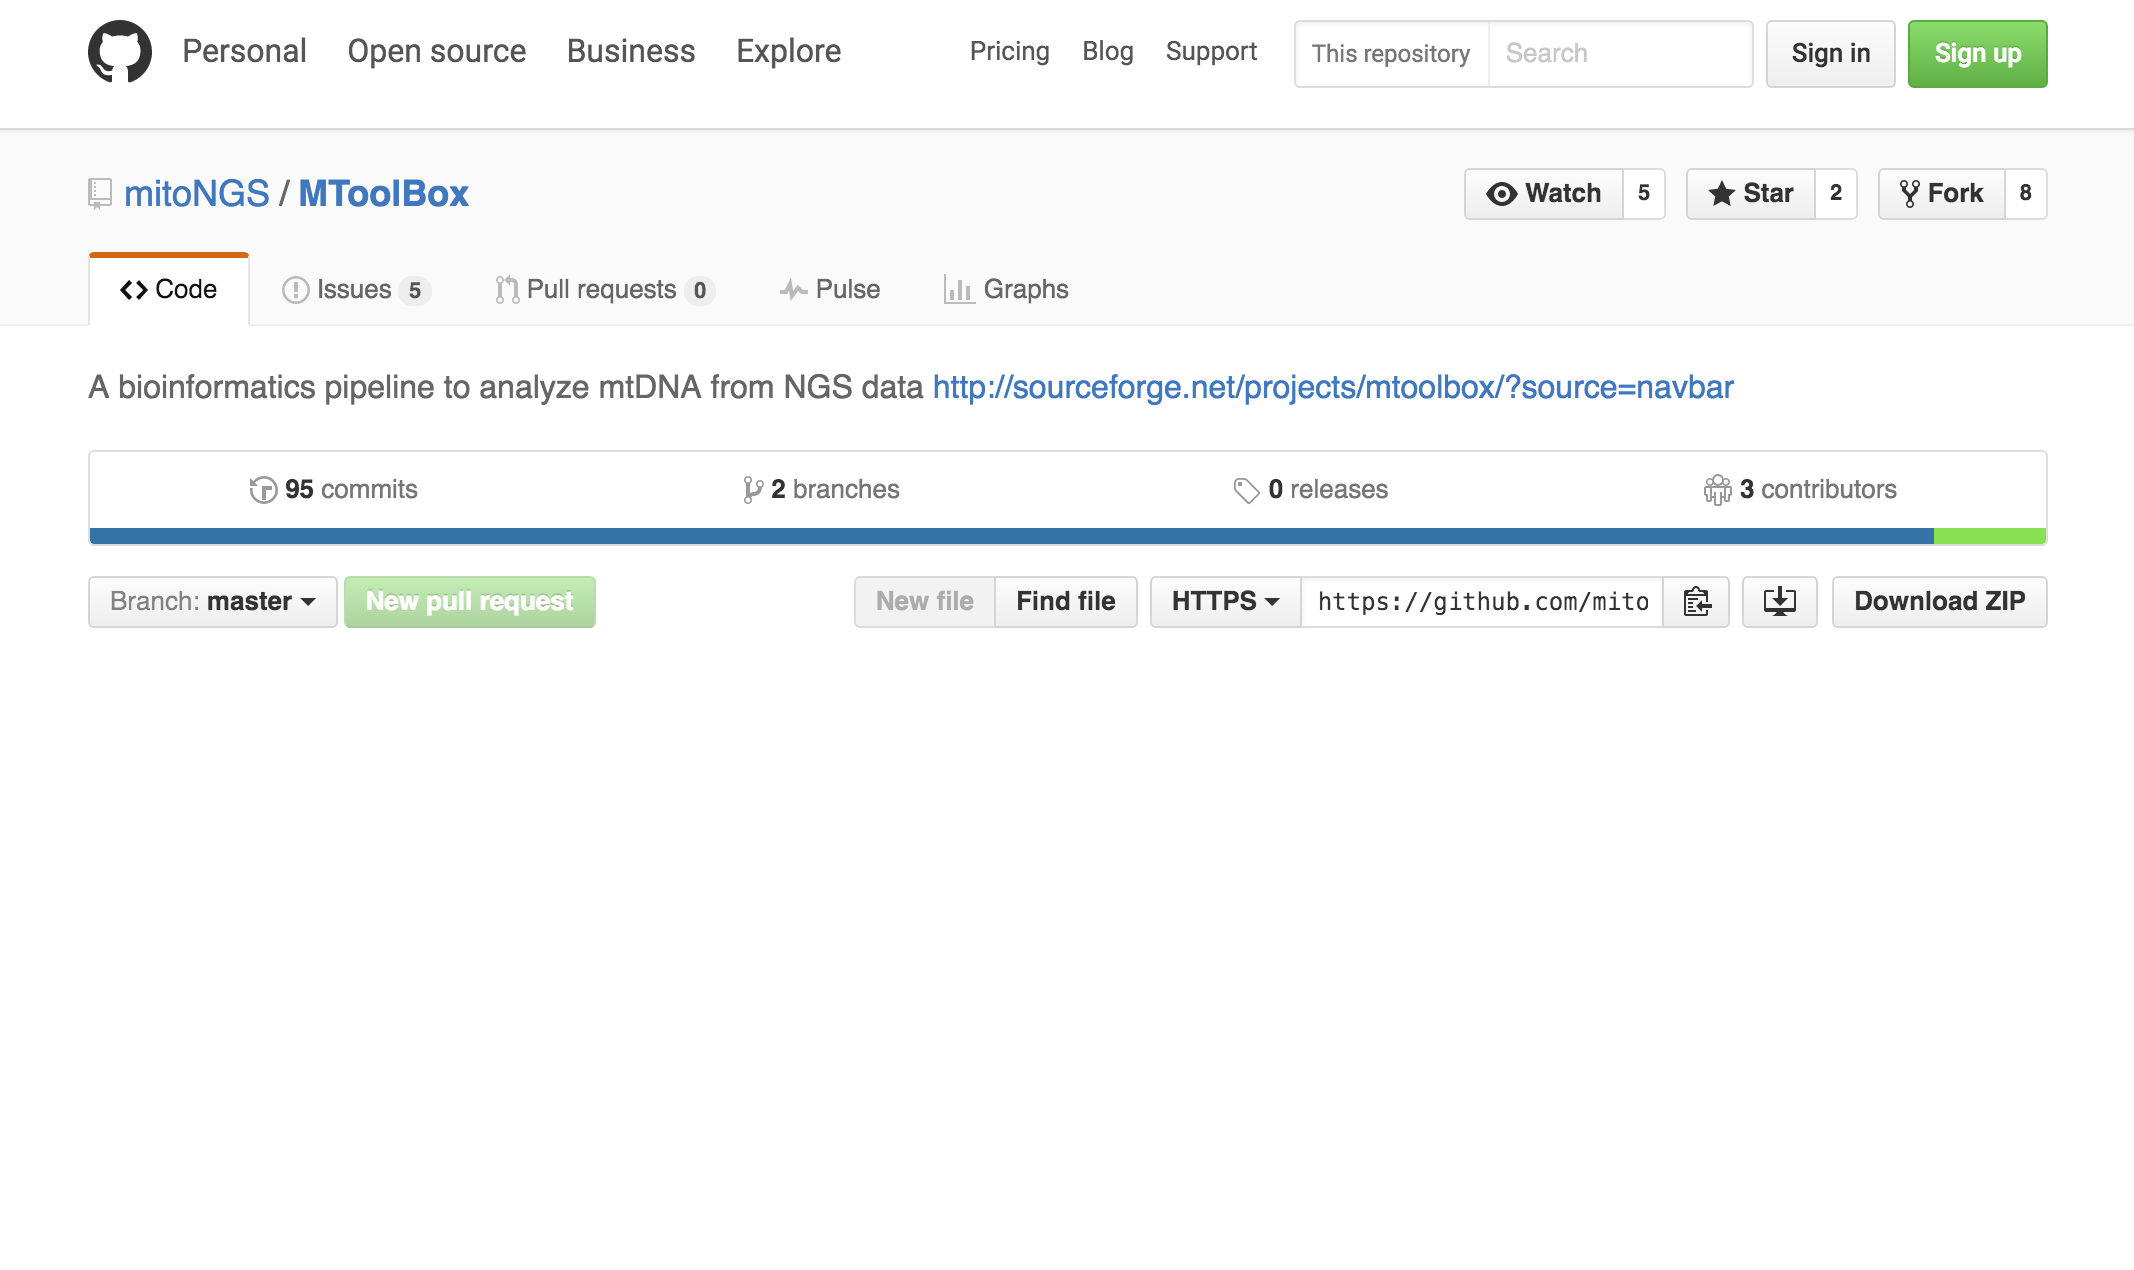 Personal Open source Business Explore Pricing Blog Support This repository Search Sign in Sign up
mitoNGS / MToolBox Watch 5 Star 2 Fork 8
Code Issues 5 Pull requests 0 Pulse Graphs
A bioinformatics pipeline to analyze mtDNA from NGS data http://sourceforge.net/projects/mtoolbox/?source=navbar
95 commits 2 branches 0 releases 3 contributors
Branch: master New pull request New file Find file HTTPS https://github.com/mito Download ZIP